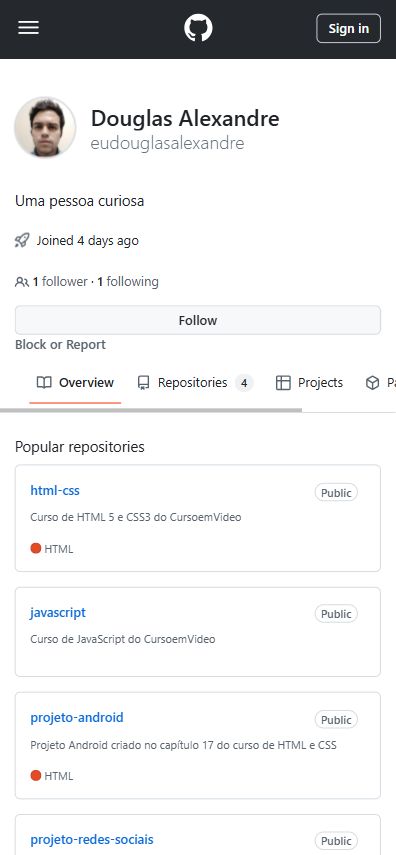 Sign in
Douglas Alexandre
eudouglasalexandre
Uma pessoa curiosa
Joined 4 days ago
1 follower · 1 following
Follow
Block or Report
Overview Repositories 4 Projects
Popular repositories
html-css Public
Curso de HTML 5 e CSS3 do CursoemVideo
HTML
javascript Public
Curso de JavaScript do CursoemVideo
projeto-android Public
Projeto Android criado no capítulo 17 do curso de HTML e CSS
HTML
projeto-redes-sociais Public